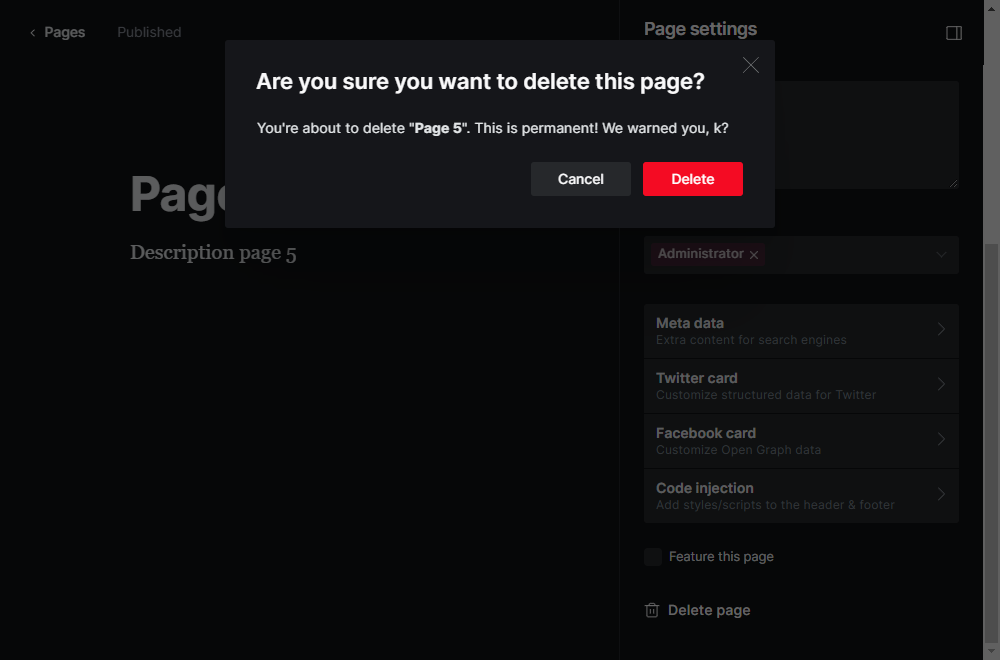 Pages
Published
Page settings
Are you sure you want to delete this page?
You're about to delete "Page 5". This is permanent! We warned you, k?
Cancel
Delete
Page
Description page 5
Administrator
Meta data
Extra content for search engines
Twitter card
Customize structured data for Twitter
Facebook card
Customize Open Graph data
Code injection
Add styles/scripts to the header & footer
Feature this page
Delete page